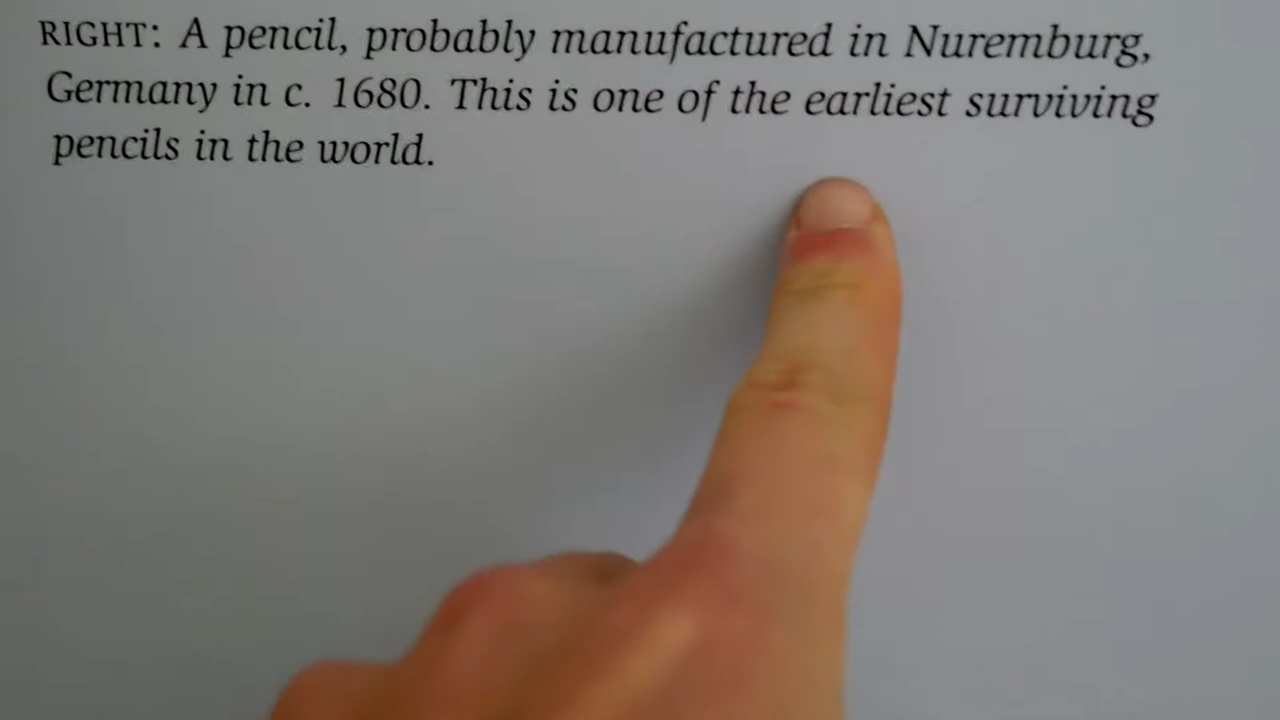 RIGHT: A pencil, probably manufactured in Nuremburg,
Germany in c. 1680. This is one of the earliest surviving
pencils in the world.